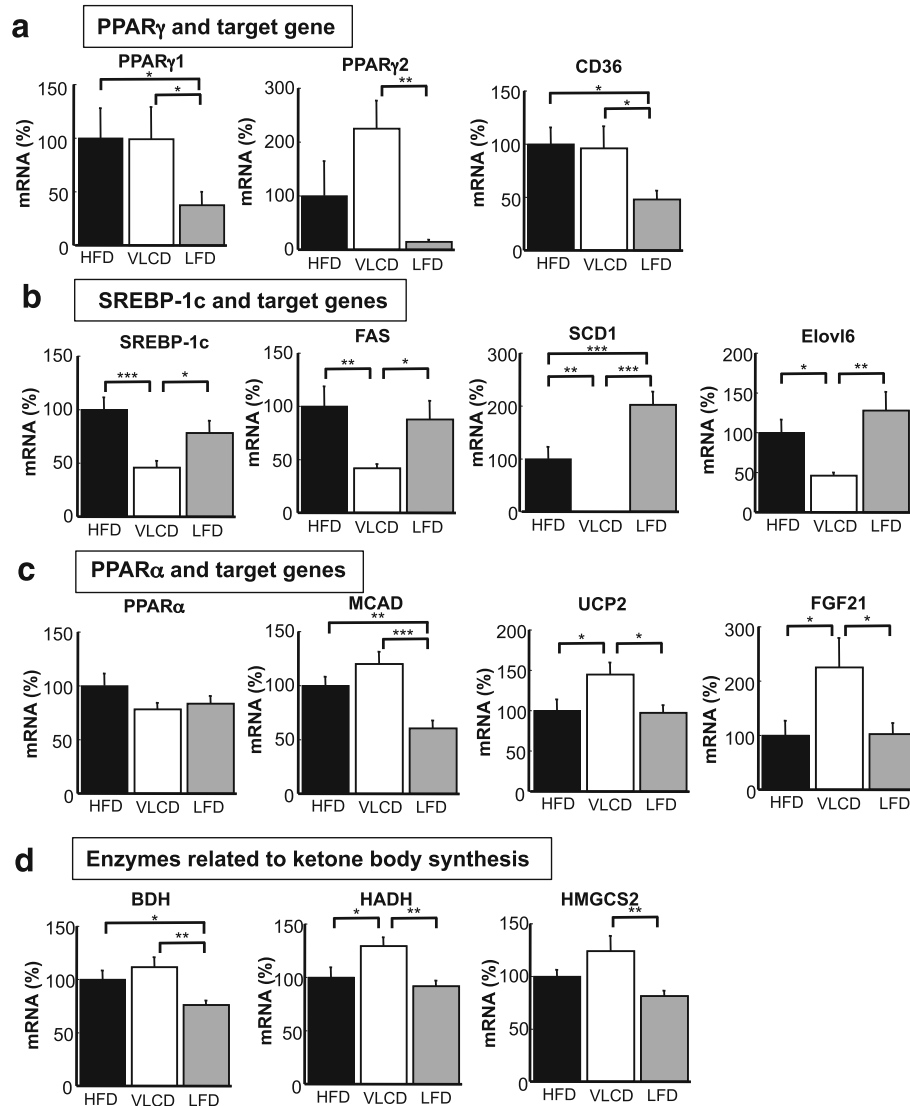 a PPARγ and target gene
PPARγ1 PPARγ2 CD36
mRNA (%) 150 100 50 0 * * HFD VLCD LFD
mRNA (%) 300 200 100 0 ** HFD VLCD LFD
mRNA (%) 150 100 50 0 * * HFD VLCD LFD
b SREBP-1c and target genes
SREBP-1c FAS SCD1 Elovl6
mRNA (%) 150 100 50 0 *** * HFD VLCD LFD
mRNA (%) 150 100 50 0 ** * HFD VLCD LFD
mRNA (%) 300 200 100 0 *** ** *** HFD VLCD LFD
mRNA (%) 200 150 100 50 0 * ** HFD VLCD LFD
c PPARα and target genes
PPARα MCAD UCP2 FGF21
mRNA (%) 150 100 50 0 HFD VLCD LFD
mRNA (%) 150 100 50 0 ** *** HFD VLCD LFD
mRNA (%) 200 150 100 50 0 * * HFD VLCD LFD
mRNA (%) 300 200 100 0 * * HFD VLCD LFD
d Enzymes related to ketone body synthesis
BDH HADH HMGCS2
mRNA (%) 150 100 50 0 * ** HFD VLCD LFD
mRNA (%) 150 100 50 0 * ** HFD VLCD LFD
mRNA (%) 150 100 50 0 ** HFD VLCD LFD